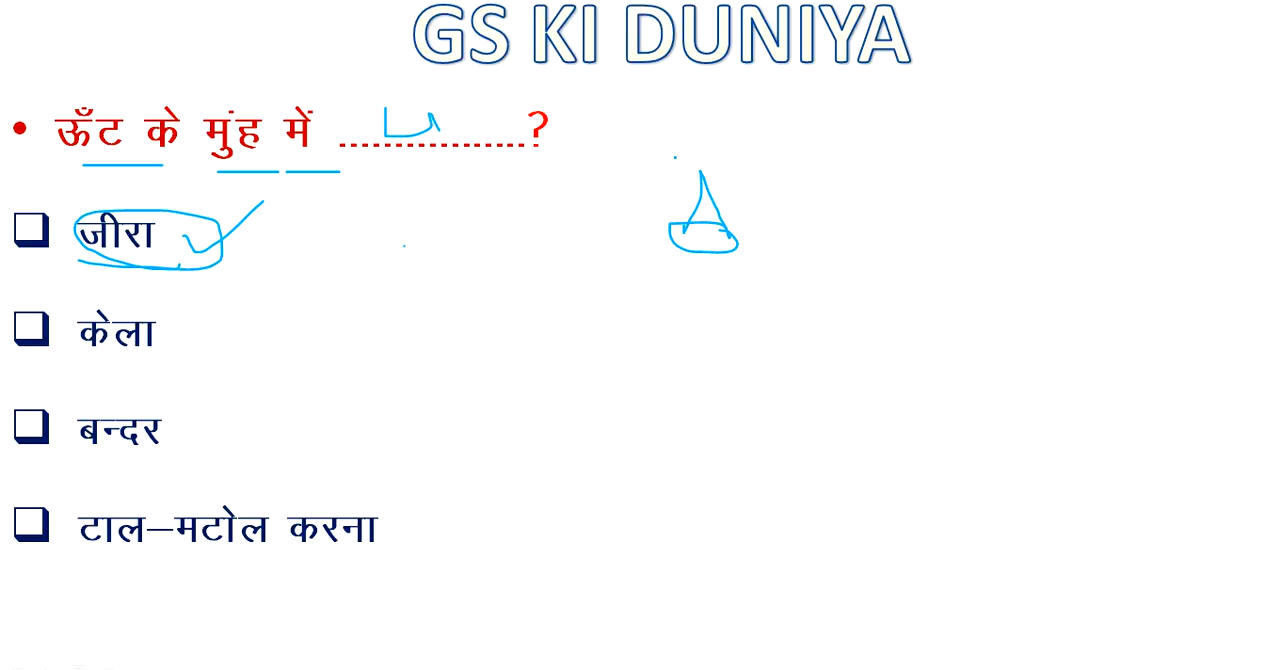 GS KI DUNIYA
• ऊँट के मुंह में ..................?
❑ जीरा
❑ केला
❑ बन्दर
❑ टाल–मटोल करना